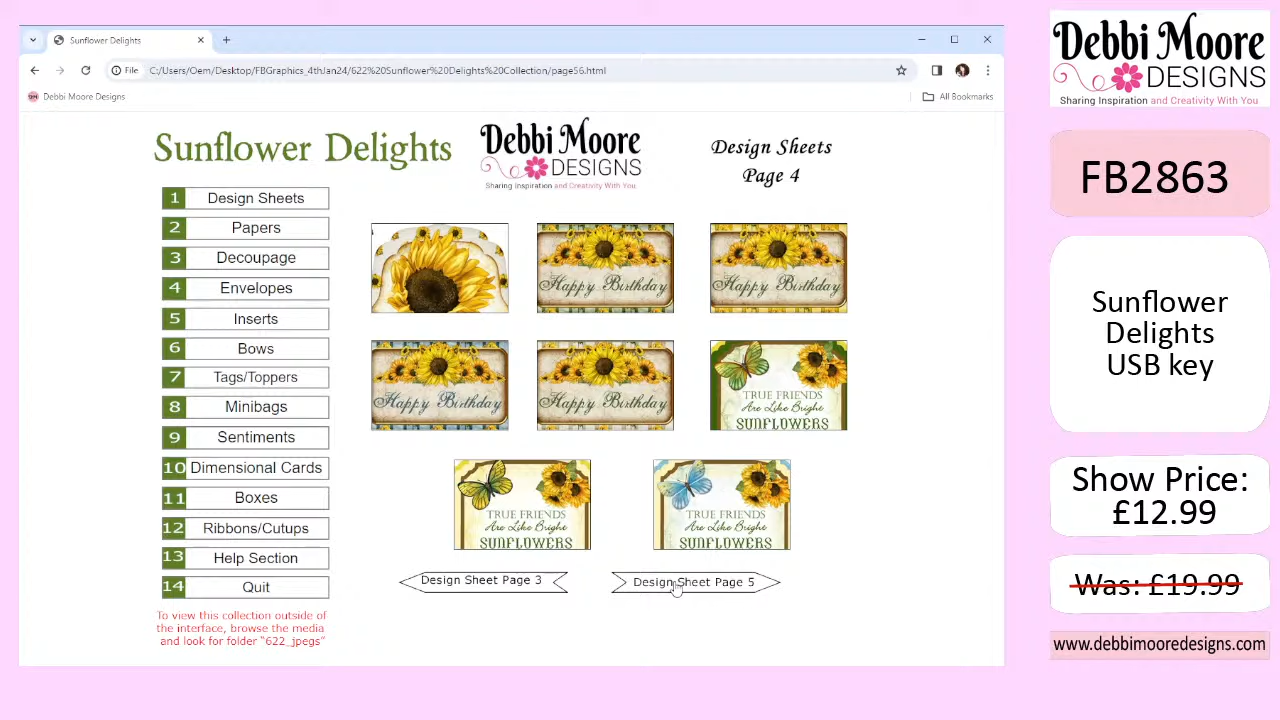 Sunflower Delights
File
C:/Users/Oem/Desktop/FBGraphics_4thJan24/622%20Sunflower%20Delights%20Collection/page56.html
Debbi Moore Designs
All Bookmarks
Sunflower Delights
Debbi Moore
DESIGNS
Sharing Inspiration and Creativity With You
Design Sheets
Page 4
1 Design Sheets
2 Papers
3 Decoupage
4 Envelopes
5 Inserts
6 Bows
7 Tags/Toppers
8 Minibags
9 Sentiments
10 Dimensional Cards
11 Boxes
12 Ribbons/Cutups
13 Help Section
14 Quit
To view this collection outside of
the interface, browse the media
and look for folder "622_jpegs"
Happy Birthday
Happy Birthday
Happy Birthday
Happy Birthday
TRUE FRIENDS
Are Like Bright
SUNFLOWERS
TRUE FRIENDS
Are Like Bright
SUNFLOWERS
TRUE FRIENDS
Are Like Bright
SUNFLOWERS
Design Sheet Page 3
Design Sheet Page 5
Debbi Moore
DESIGNS
Sharing Inspiration and Creativity With You
FB2863
Sunflower
Delights
USB key
Show Price:
£12.99
Was: £19.99
www.debbimooredesigns.com